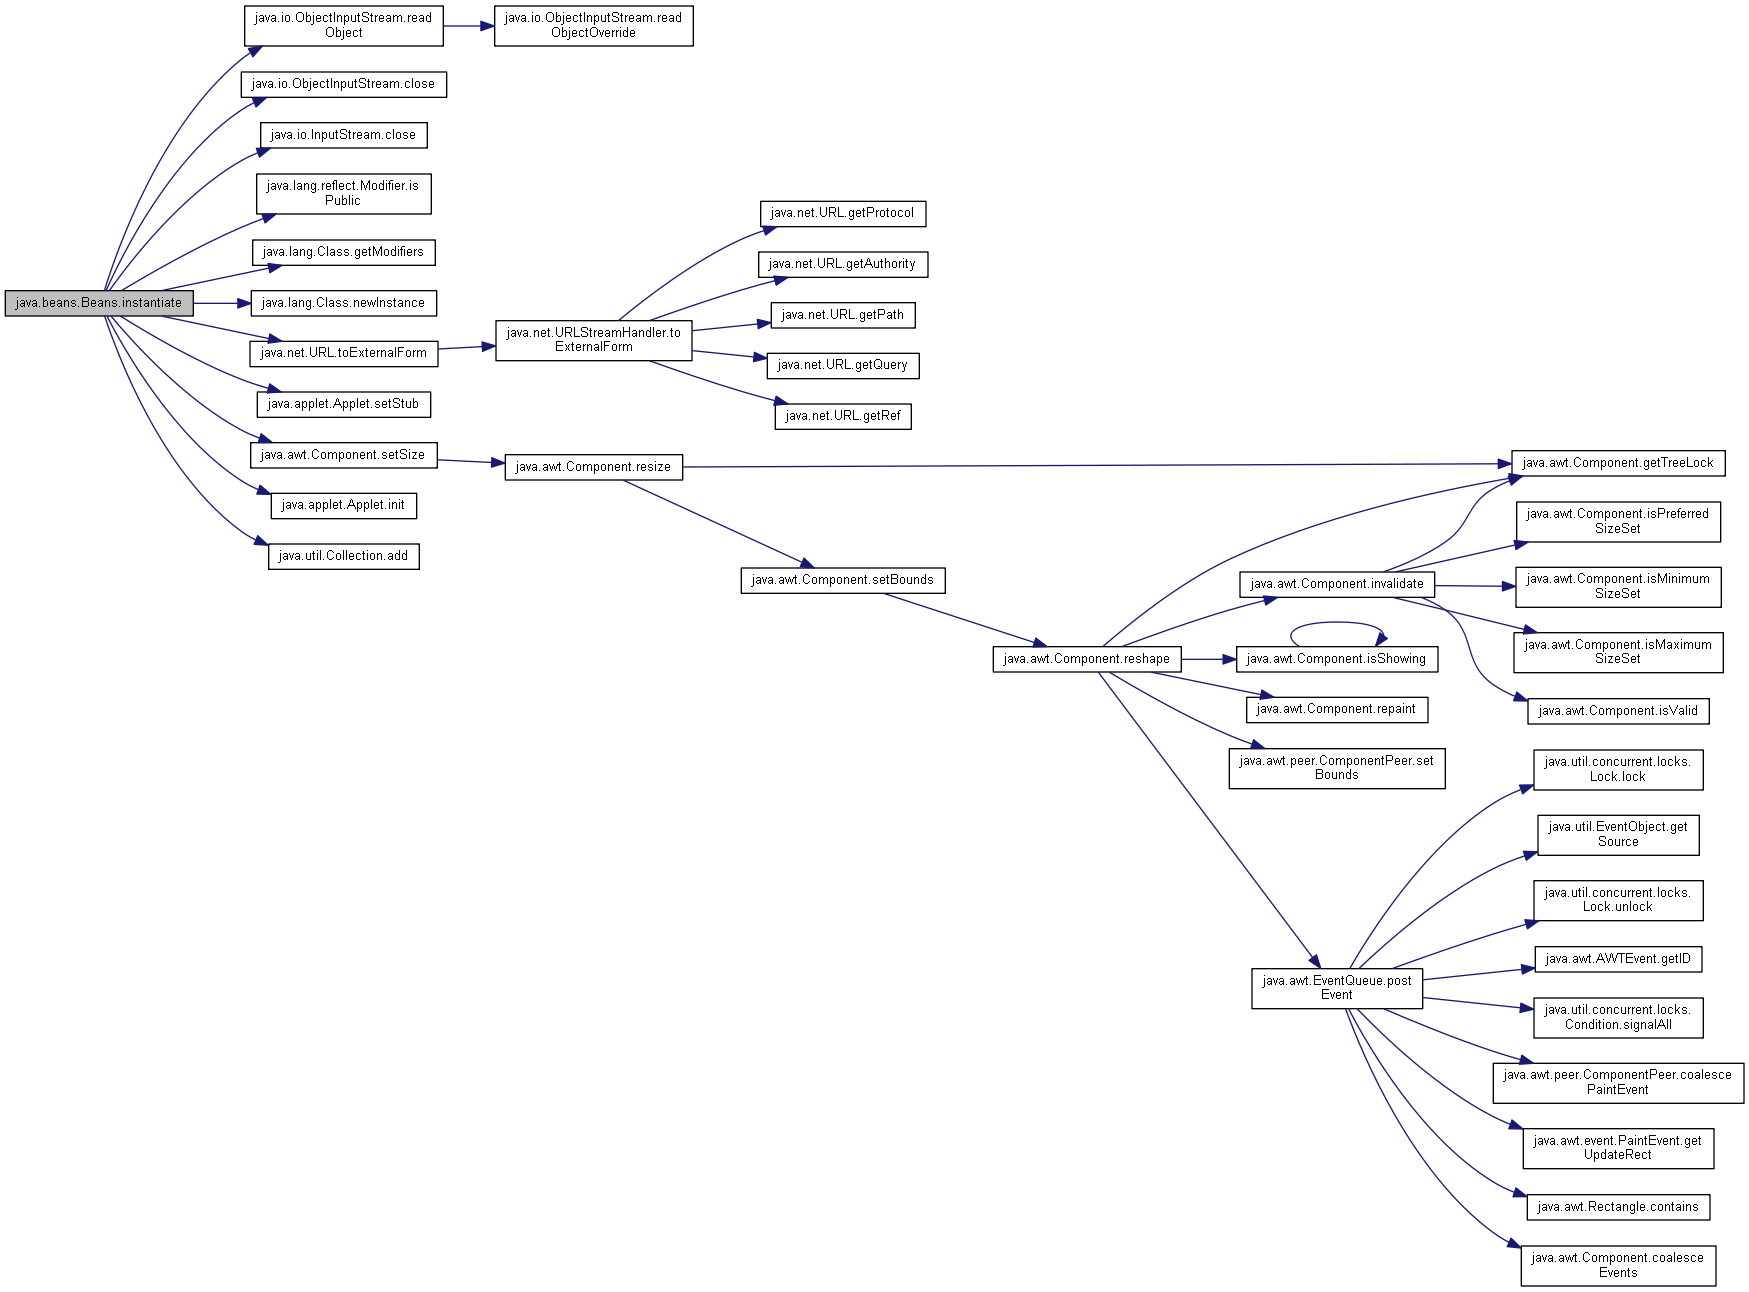 java.beans.Beans.instantiate
java.io.ObjectInputStream.read
Object
java.io.ObjectInputStream.close
java.io.InputStream.close
java.lang.reflect.Modifier.is
Public
java.lang.Class.getModifiers
java.lang.Class.newInstance
java.net.URL.toExternalForm
java.applet.Applet.setStub
java.awt.Component.setSize
java.applet.Applet.init
java.util.Collection.add
java.io.ObjectInputStream.read
ObjectOverride
java.net.URLStreamHandler.to
ExternalForm
java.awt.Component.resize
java.net.URL.getProtocol
java.net.URL.getAuthority
java.net.URL.getPath
java.net.URL.getQuery
java.net.URL.getRef
java.awt.Component.setBounds
java.awt.Component.reshape
java.awt.Component.invalidate
java.awt.Component.isShowing
java.awt.Component.repaint
java.awt.peer.ComponentPeer.set
Bounds
java.awt.EventQueue.post
Event
java.awt.Component.getTreeLock
java.awt.Component.isPreferred
SizeSet
java.awt.Component.isMinimum
SizeSet
java.awt.Component.isMaximum
SizeSet
java.awt.Component.isValid
java.util.concurrent.locks.
Lock.lock
java.util.EventObject.get
Source
java.util.concurrent.locks.
Lock.unlock
java.awt.AWTEvent.getID
java.util.concurrent.locks.
Condition.signalAll
java.awt.peer.ComponentPeer.coalesce
PaintEvent
java.awt.event.PaintEvent.get
UpdateRect
java.awt.Rectangle.contains
java.awt.Component.coalesce
Events